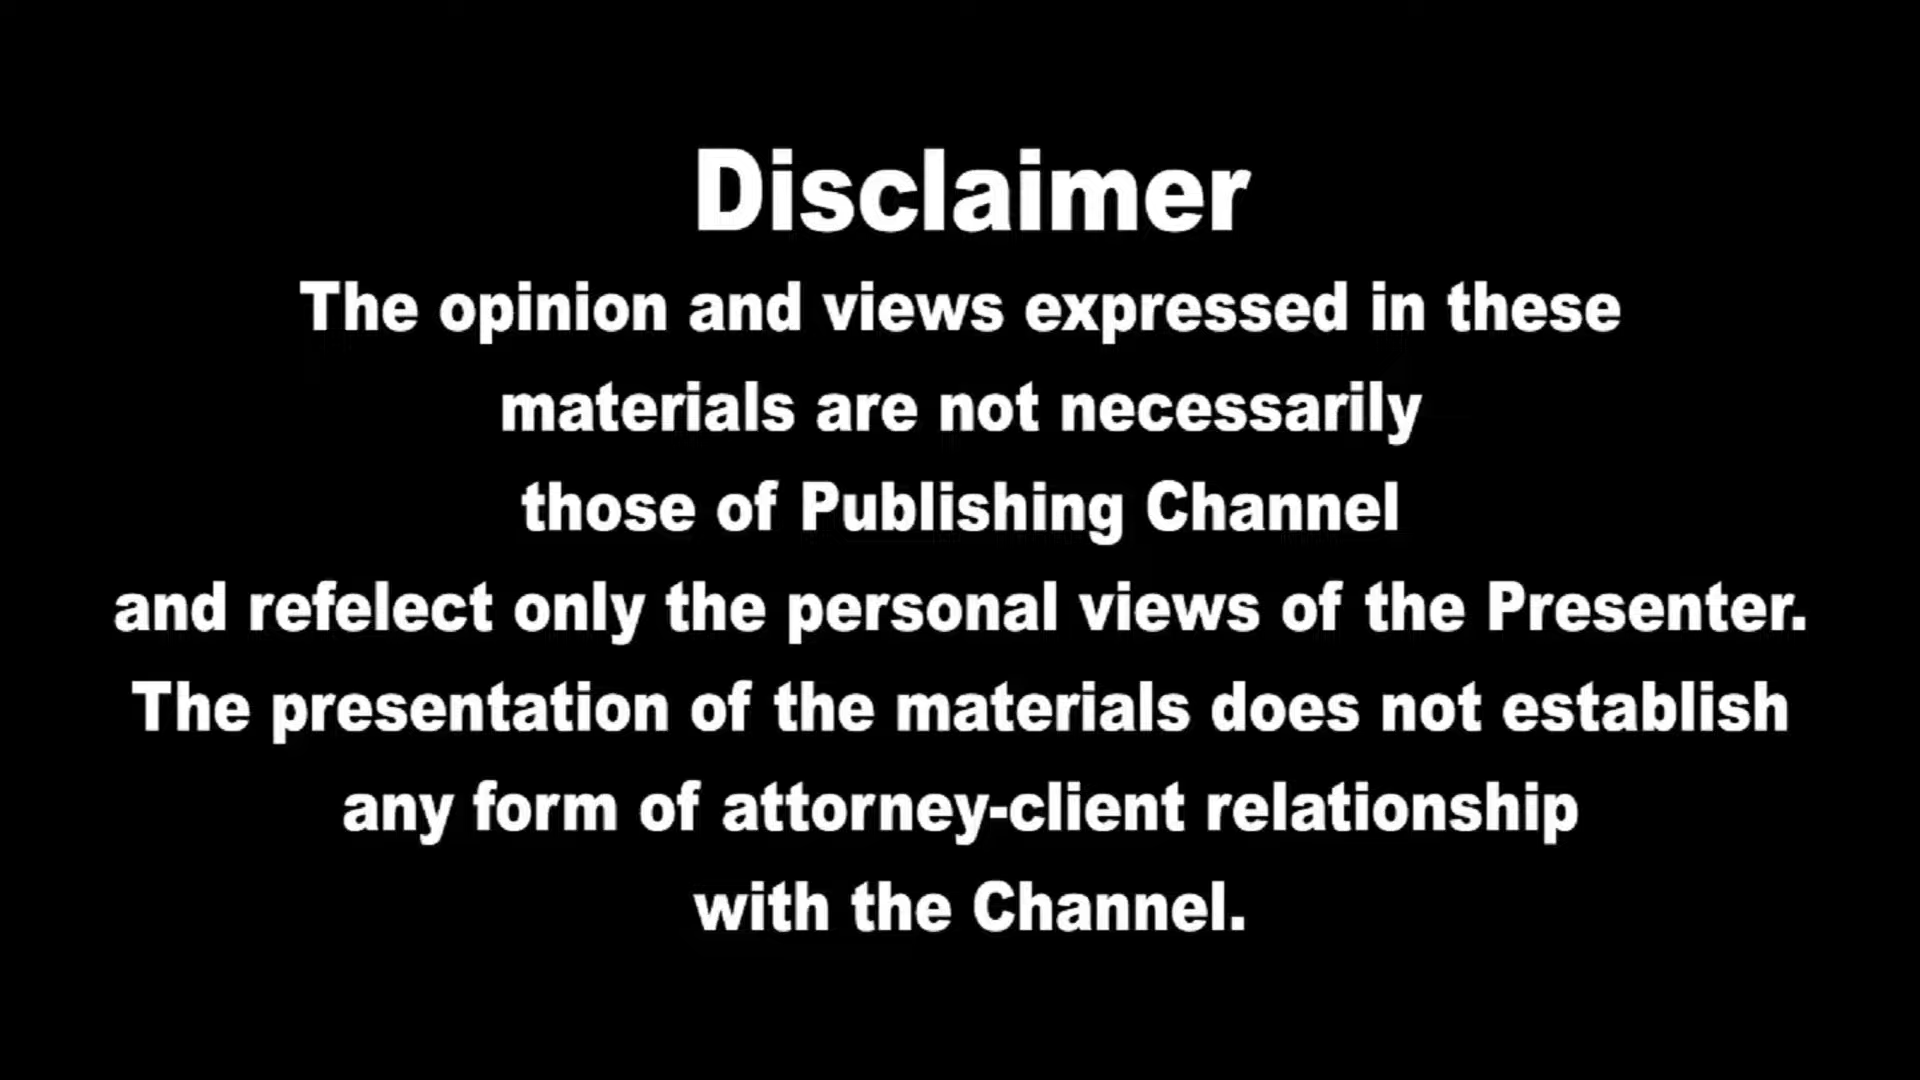 Disclaimer
The opinion and views expressed in these
materials are not necessarily
those of Publishing Channel
and refelect only the personal views of the Presenter.
The presentation of the materials does not establish
any form of attorney-client relationship
with the Channel.